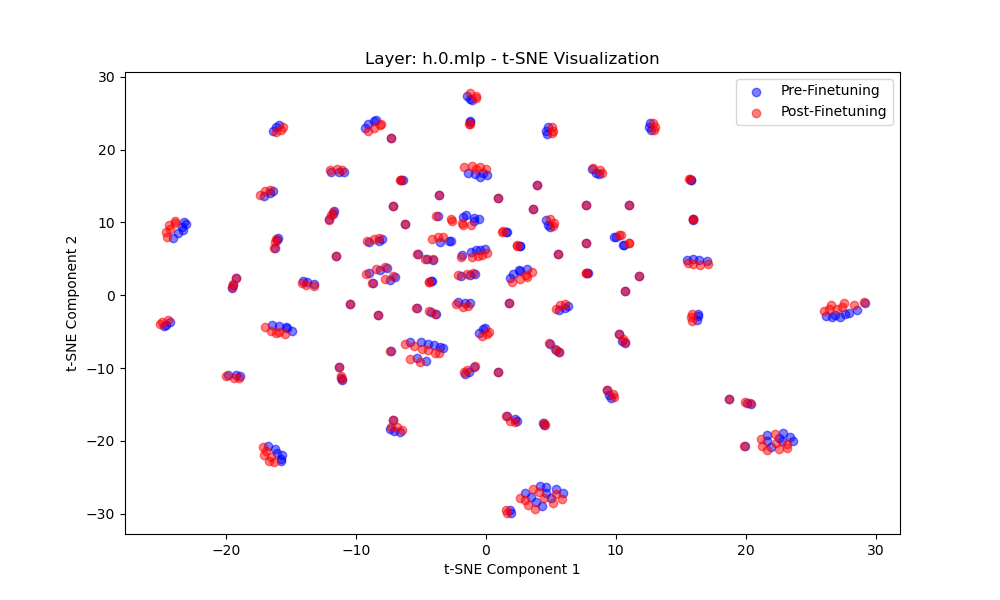 Layer: h.0.mlp - t-SNE Visualization
Pre-Finetuning
Post-Finetuning
30
20
10
0
−10
−20
−30
t-SNE Component 2
−20
−10
0
10
20
30
t-SNE Component 1